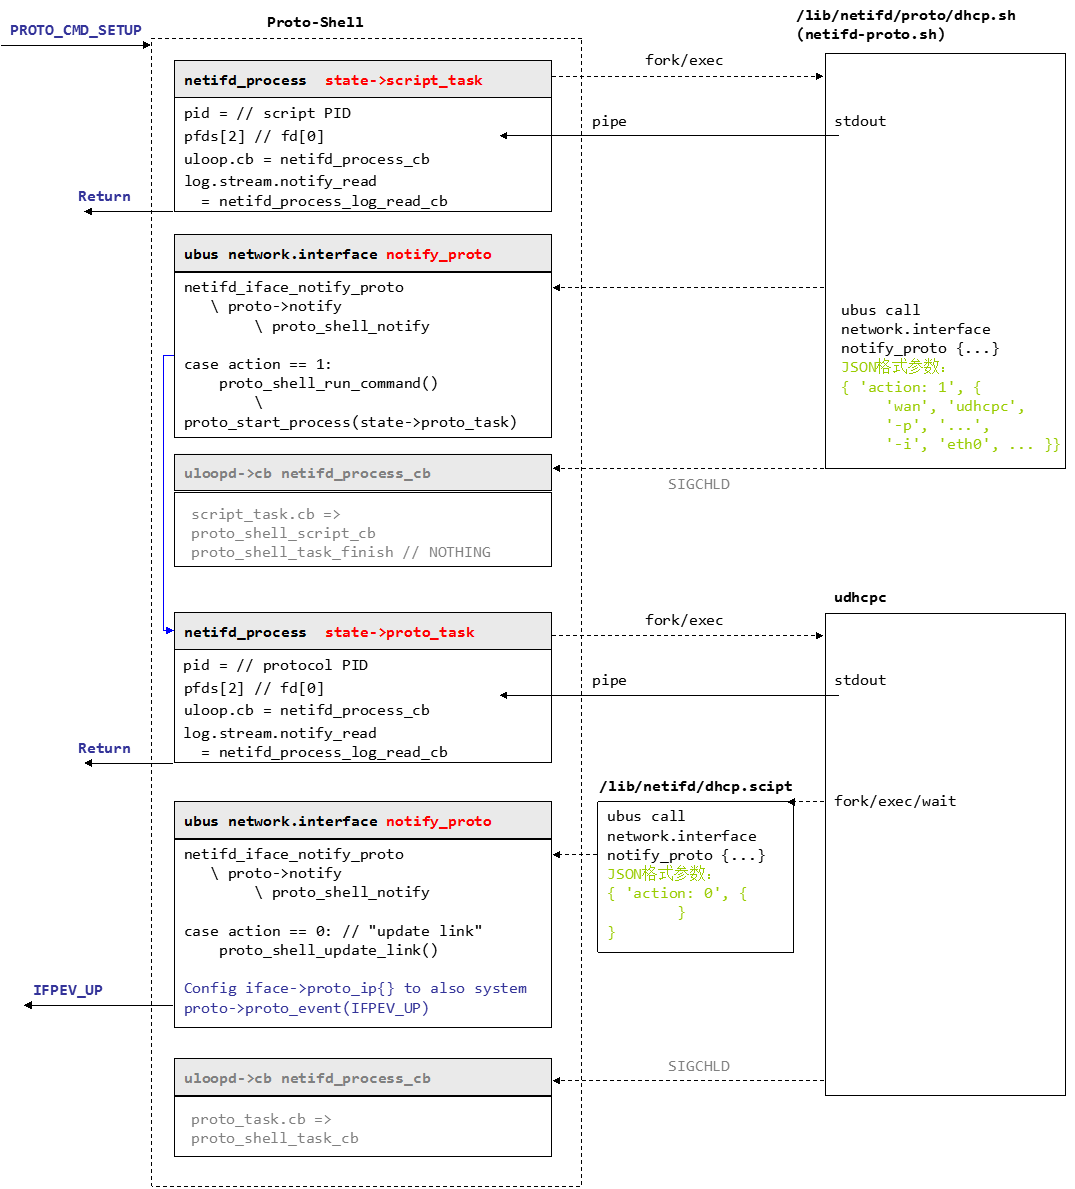 Proto-Shell
/lib/netifd/proto/dhcp.sh
(netifd-proto.sh)
PROTO_CMD_SETUP
netifd_process  state->script_task
fork/exec
pid = // script PID
pfds[2] // fd[0]
uloop.cb = netifd_process_cb
log.stream.notify_read
= netifd_process_log_read_cb
pipe
stdout
Return
ubus network.interface notify_proto
netifd_iface_notify_proto
\ proto->notify
\ proto_shell_notify
case action == 1:
proto_shell_run_command()
\
proto_start_process(state->proto_task)
ubus call
network.interface
notify_proto {...}
JSON格式参数:
{ 'action: 1', {
'wan', 'udhcpc',
'-p', '...',
'-i', 'eth0', ... }}
uloopd->cb netifd_process_cb
SIGCHLD
script_task.cb =>
proto_shell_script_cb
proto_shell_task_finish // NOTHING
udhcpc
netifd_process  state->proto_task
fork/exec
pid = // protocol PID
pfds[2] // fd[0]
uloop.cb = netifd_process_cb
log.stream.notify_read
= netifd_process_log_read_cb
pipe
stdout
Return
/lib/netifd/dhcp.scipt
fork/exec/wait
ubus call
network.interface
notify_proto {...}
JSON格式参数:
{ 'action: 0', {
}
}
ubus network.interface notify_proto
netifd_iface_notify_proto
\ proto->notify
\ proto_shell_notify
case action == 0: // "update link"
proto_shell_update_link()
Config iface->proto_ip{} to also system
proto->proto_event(IFPEV_UP)
IFPEV_UP
uloopd->cb netifd_process_cb
SIGCHLD
proto_task.cb =>
proto_shell_task_cb